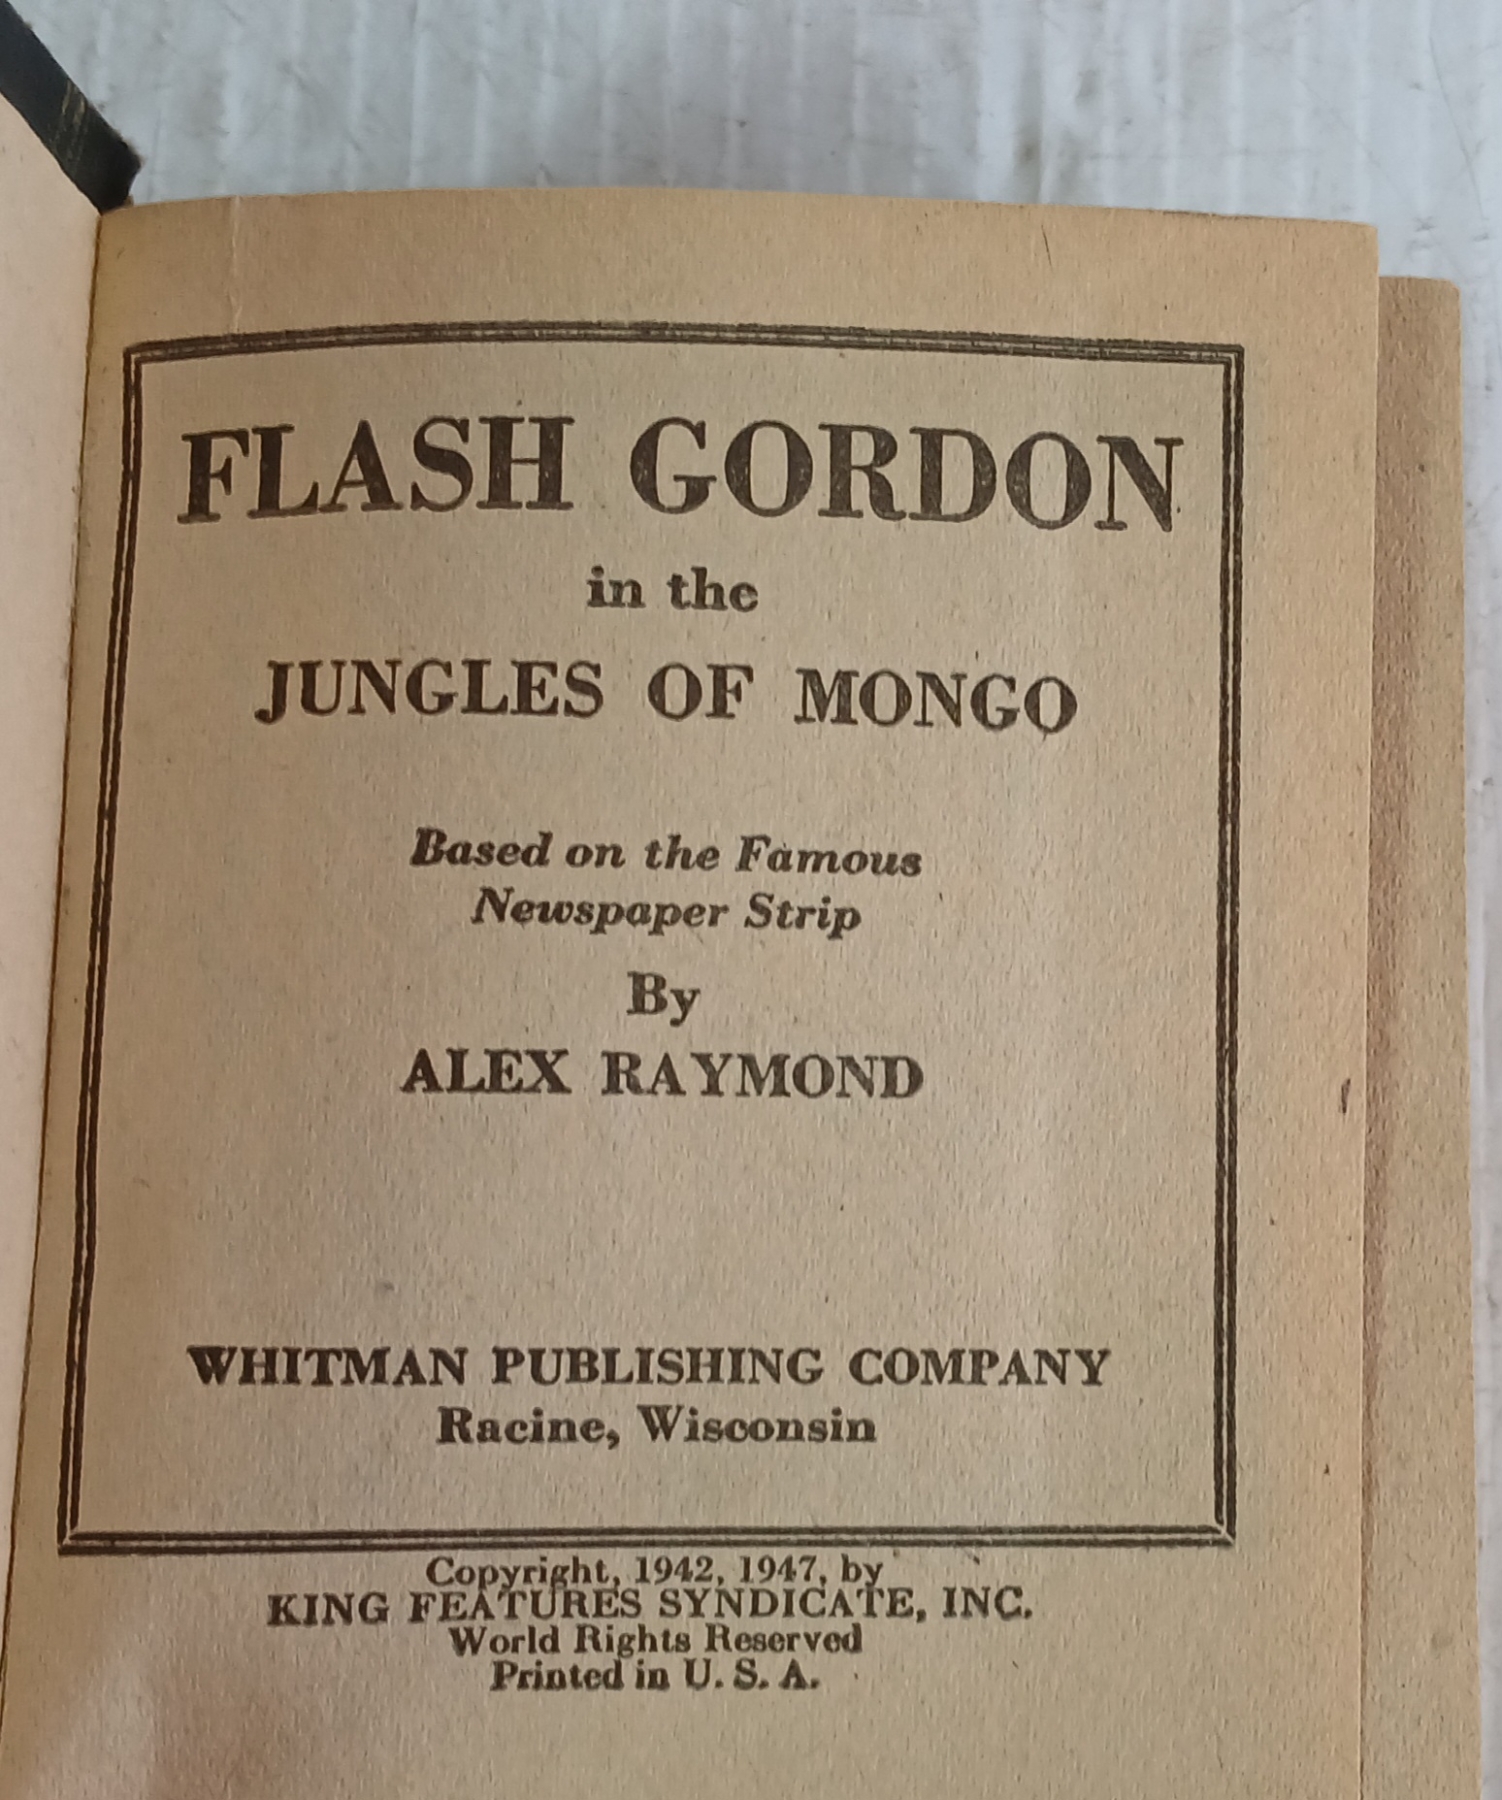 FLASH GORDON
in the
JUNGLES OF MONGO
Based on the Famous
Newspaper Strip
By
ALEX RAYMOND
WHITMAN PUBLISHING COMPANY
Racine, Wisconsin
Copyright, 1942, 1947, by
KING FEATURES SYNDICATE, INC.
World Rights Reserved
Printed in U. S. A.